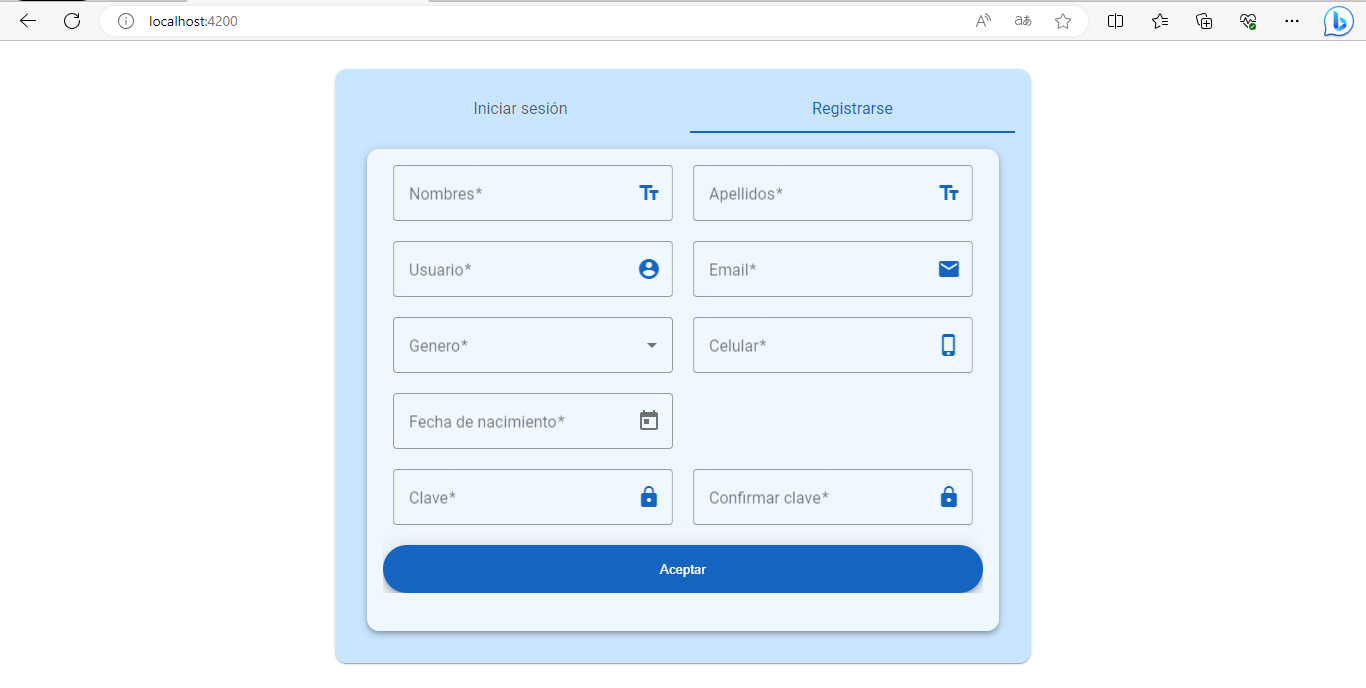 localhost:4200
Iniciar sesión Registrarse
Nombres* Apellidos*
Usuario* Email*
Genero* Celular*
Fecha de nacimiento*
Clave* Confirmar clave*
Aceptar